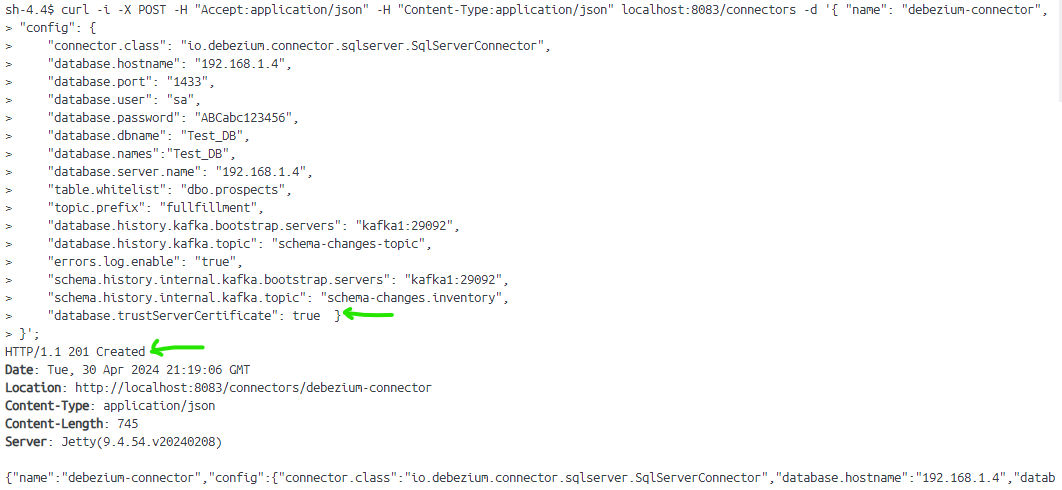 sh-4.4$ curl -i -X POST -H "Accept:application/json" -H "Content-Type:application/json" localhost:8083/connectors -d '{ "name": "debezium-connector",
> "config": {
>     "connector.class": "io.debezium.connector.sqlserver.SqlServerConnector",
>     "database.hostname": "192.168.1.4",
>     "database.port": "1433",
>     "database.user": "sa",
>     "database.password": "ABCabc123456",
>     "database.dbname": "Test_DB",
>     "database.names":"Test_DB",
>     "database.server.name": "192.168.1.4",
>     "table.whitelist": "dbo.prospects",
>     "topic.prefix": "fullfillment",
>     "database.history.kafka.bootstrap.servers": "kafka1:29092",
>     "database.history.kafka.topic": "schema-changes-topic",
>     "errors.log.enable": "true",
>     "schema.history.internal.kafka.bootstrap.servers": "kafka1:29092",
>     "schema.history.internal.kafka.topic": "schema-changes.inventory",
>     "database.trustServerCertificate": true  }
> }';
HTTP/1.1 201 Created
Date: Tue, 30 Apr 2024 21:19:06 GMT
Location: http://localhost:8083/connectors/debezium-connector
Content-Type: application/json
Content-Length: 745
Server: Jetty(9.4.54.v20240208)
{"name":"debezium-connector","config":{"connector.class":"io.debezium.connector.sqlserver.SqlServerConnector","database.hostname":"192.168.1.4","datab